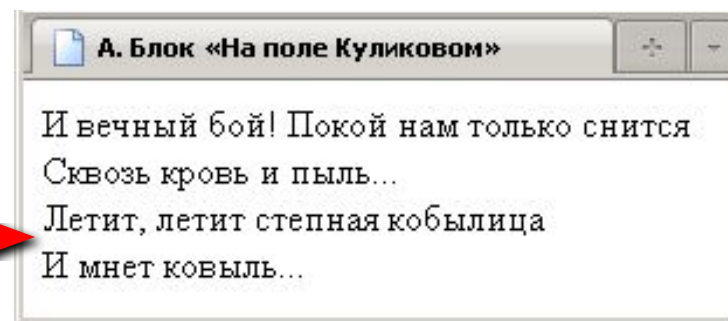 А. Блок «На поле Куликовом»
И вечный бой! Покой нам только снится
Сквозь кровь и пыль...
Летит, летит степная кобылица
И мнет ковыль...